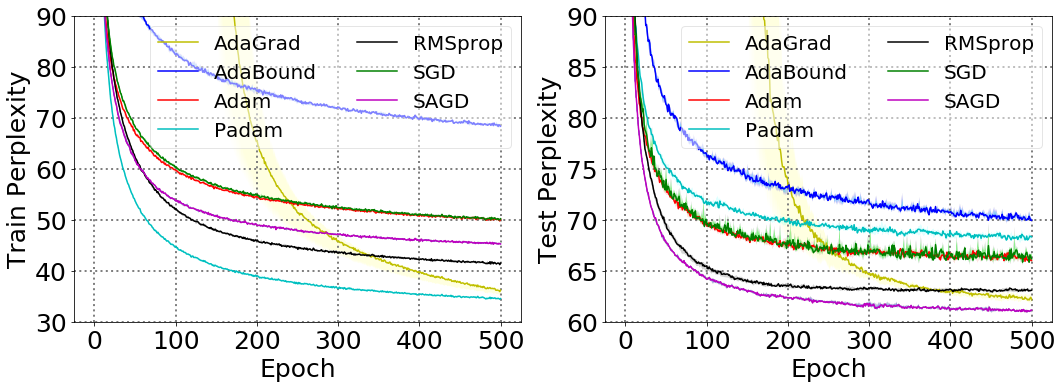 90
80
70
60
50
40
30
Train Perplexity
0 100 200 300 400 500
Epoch
AdaGrad
AdaBound
Adam
Padam
RMSprop
SGD
SAGD
90
85
80
75
70
65
60
Test Perplexity
0 100 200 300 400 500
Epoch
AdaGrad
AdaBound
Adam
Padam
RMSprop
SGD
SAGD